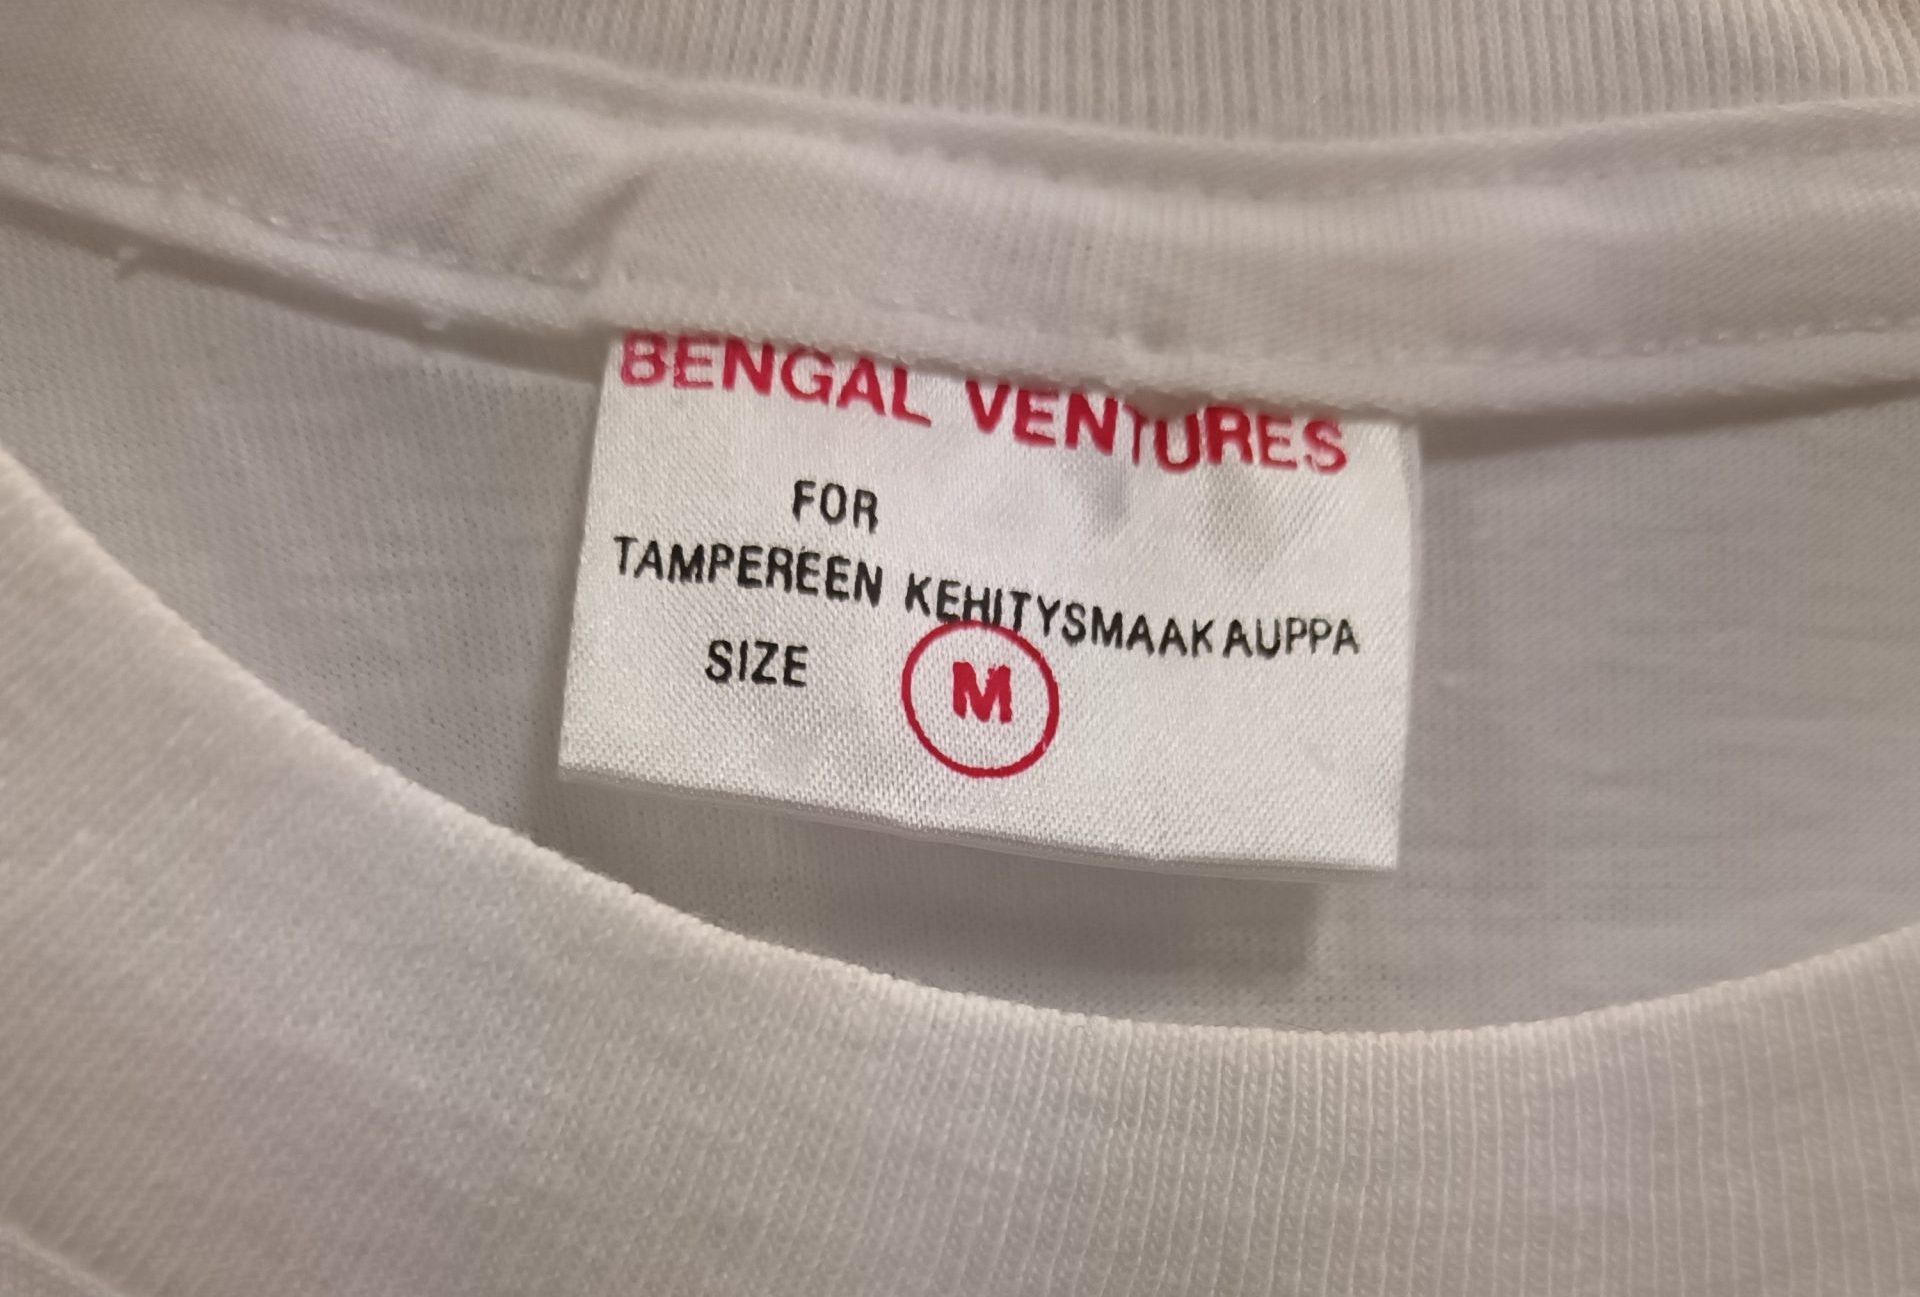 BENGAL VENTURES
FOR
TAMPEREEN KEHITYSMAAKAUPPA
SIZE M